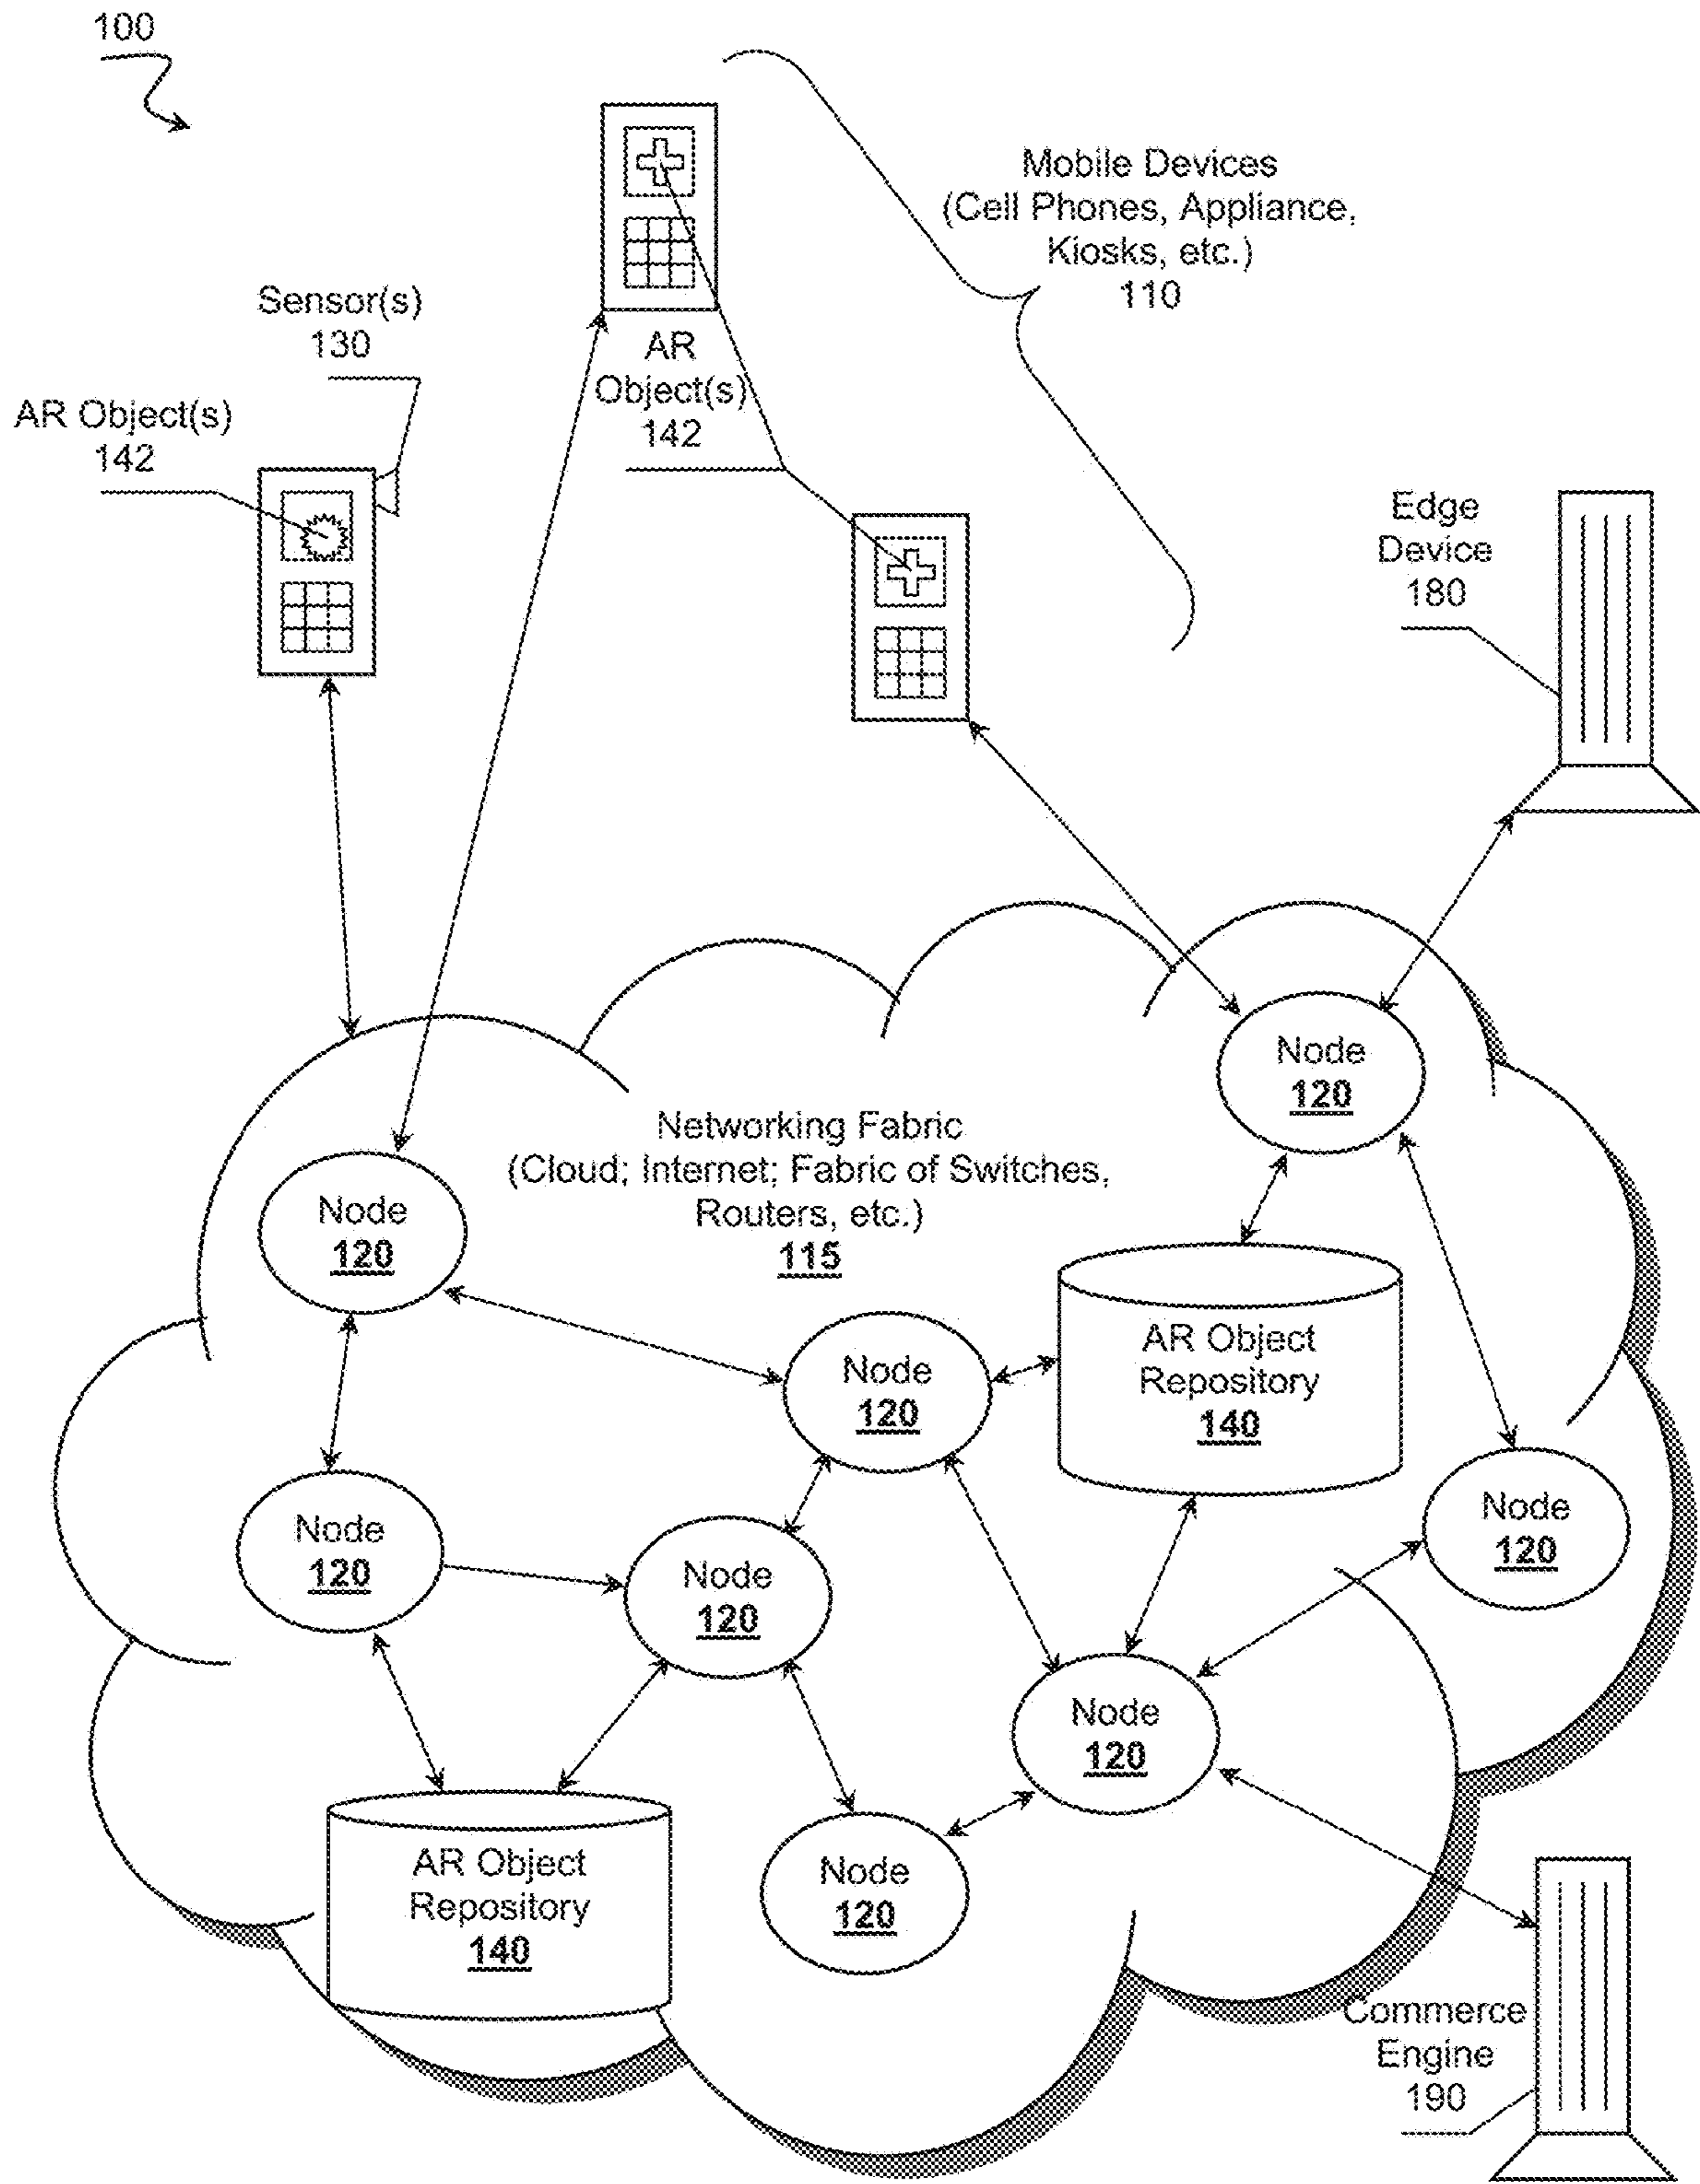 100
Mobile Devices
(Cell Phones, Appliance,
Kiosks, etc.)
110
Sensor(s)
130
AR
Object(s)
142
AR Object(s)
142
Edge
Device
180
Node
120
Networking Fabric
(Cloud; Internet; Fabric of Switches,
Routers, etc.)
115
Node
120
AR Object
Repository
140
Node
120
Node
120
Node
120
Node
120
Node
120
AR Object
Repository
140
Node
120
Commerce
Engine
190